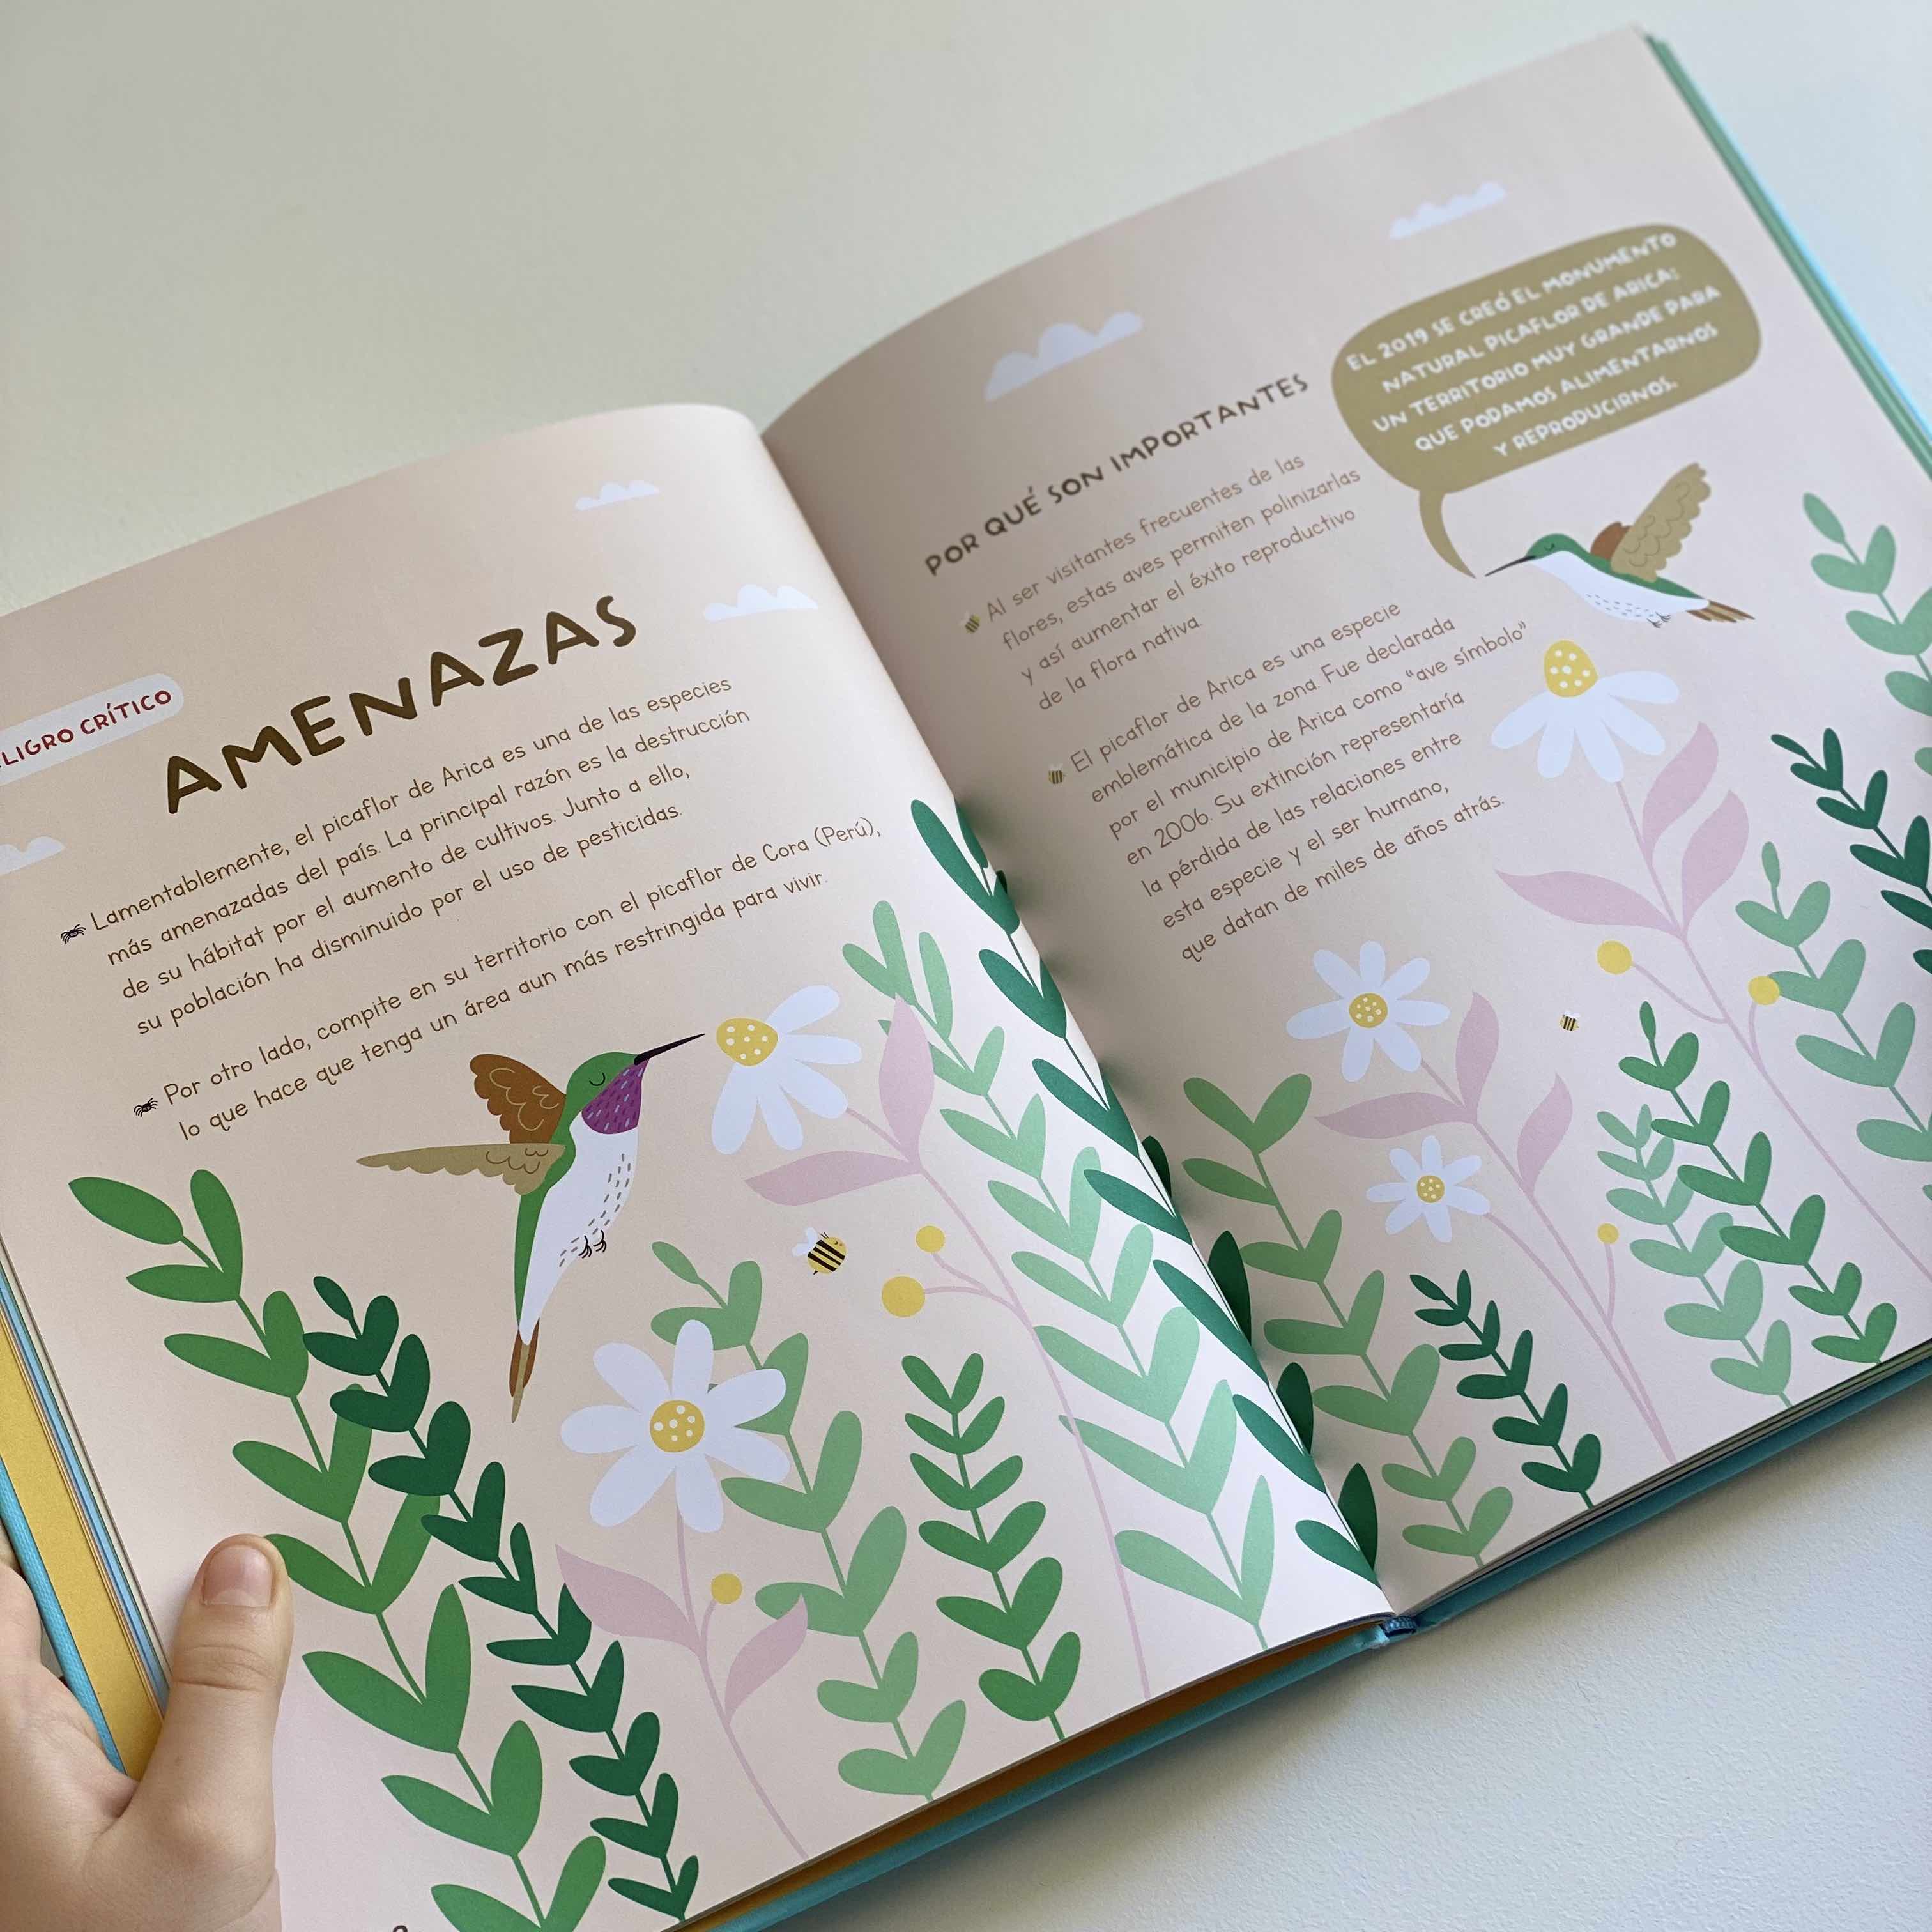 LIGRO CRÍTICO
AMENAZAS
Lamentablemente, el picaflor de Arica es una de las especies
más amenazadas del país. La principal razón es la destrucción
de su hábitat por el aumento de cultivos. Junto a ello,
su población ha disminuido por el uso de pesticidas.
Por otro lado, compite en su territorio con el picaflor de Cora (Perú),
lo que hace que tenga un área aun más restringida para vivir.
POR QUÉ SON IMPORTANTES
Al ser visitantes frecuentes de las
flores, estas aves permiten polinizarlas
y así aumentar el éxito reproductivo
de la flora nativa.
El picaflor de Arica es una especie
emblemática de la zona. Fue declarada
por el municipio de Arica como “ave símbolo”
en 2006. Su extinción representaría
la pérdida de las relaciones entre
esta especie y el ser humano,
que datan de miles de años atrás.
EL 2019 SE CREÓ EL MONUMENTO
NATURAL PICAFLOR DE ARICA:
UN TERRITORIO MUY GRANDE PARA
QUE PODAMOS ALIMENTARNOS
Y REPRODUCIRNOS.